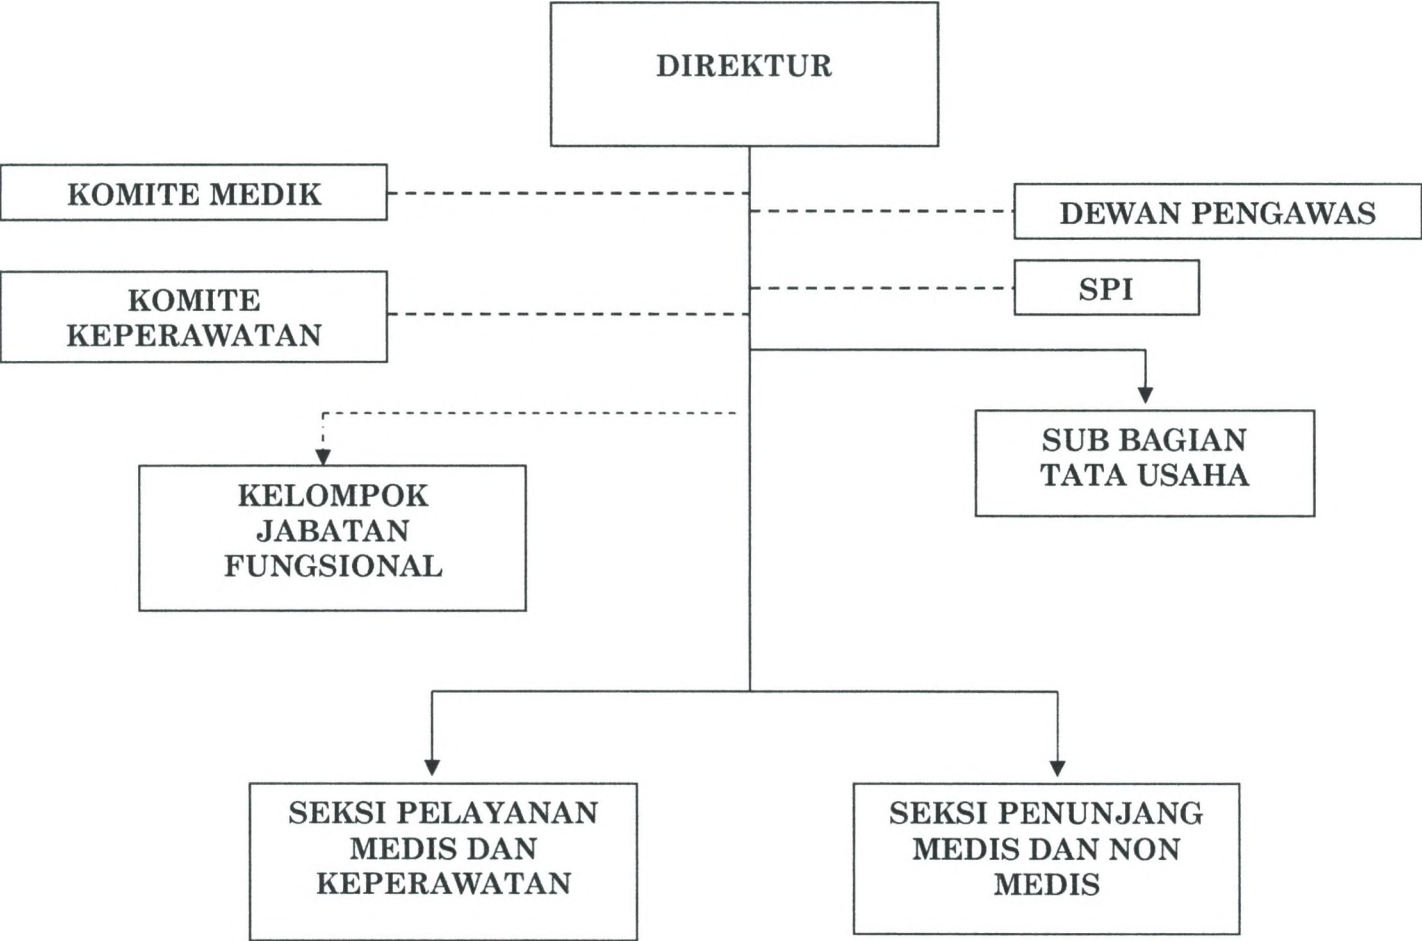 DIREKTUR
KOMITE MEDIK
DEWAN PENGAWAS
KOMITE
KEPERAWATAN
SPI
SUB BAGIAN
TATA USAHA
KELOMPOK
JABATAN
FUNGSIONAL
SEKSI PELAYANAN
MEDIS DAN
KEPERAWATAN
SEKSI PENUNJANG
MEDIS DAN NON
MEDIS